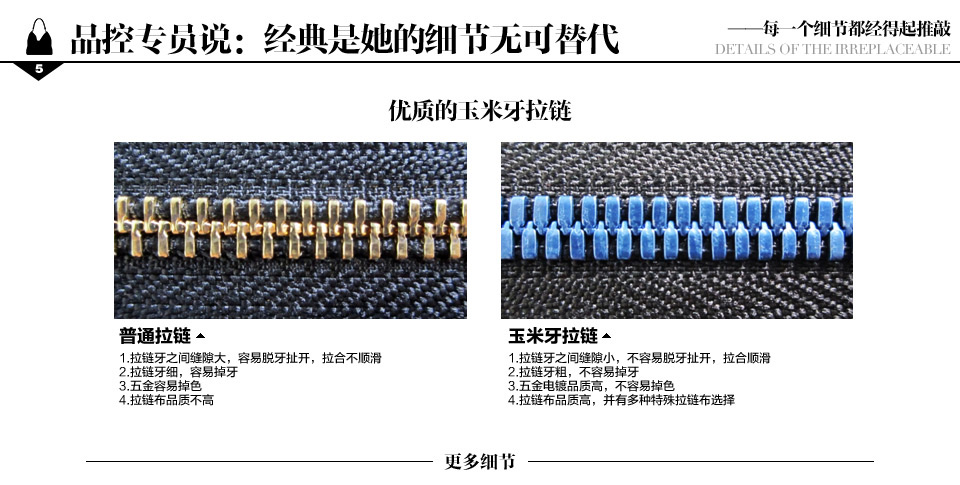 品控专员说：经典是她的细节无可替代
——每一个细节都经得起推敲
DETAILS OF THE IRREPLACEABLE
5
优质的玉米牙拉链
普通拉链
1.拉链牙之间缝隙大，容易脱牙扯开，拉合不顺滑
2.拉链牙细，容易掉牙
3.五金容易掉色
4.拉链布品质不高
玉米牙拉链
1.拉链牙之间缝隙小，不容易脱牙扯开，拉合顺滑
2.拉链牙粗，不容易掉牙
3.五金电镀品质高，不容易掉色
4.拉链布品质高，并有多种特殊拉链布选择
更多细节